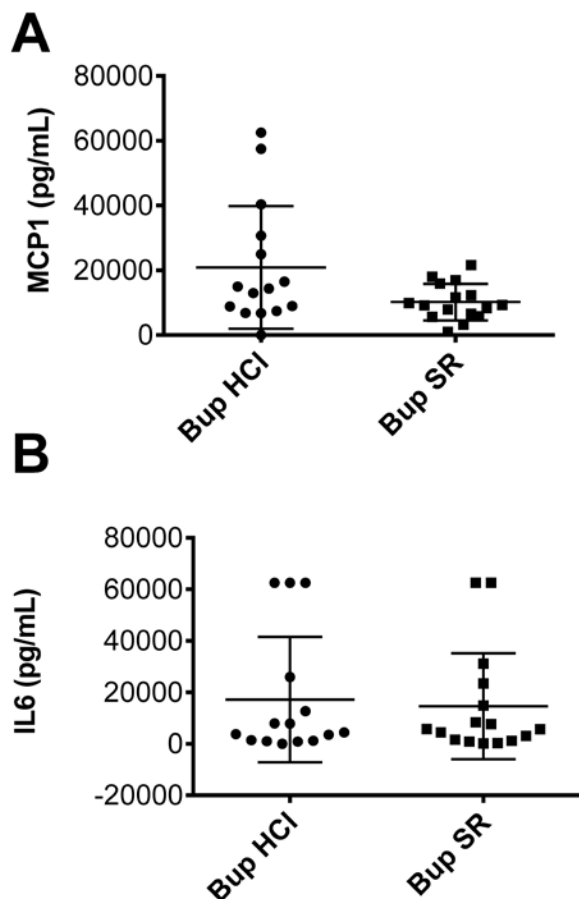 A
80000
60000
40000
20000
0
MCP1 (pg/mL)
Bup HCl
Bup SR
B
80000
60000
40000
20000
0
-20000
IL6 (pg/mL)
Bup HCl
Bup SR